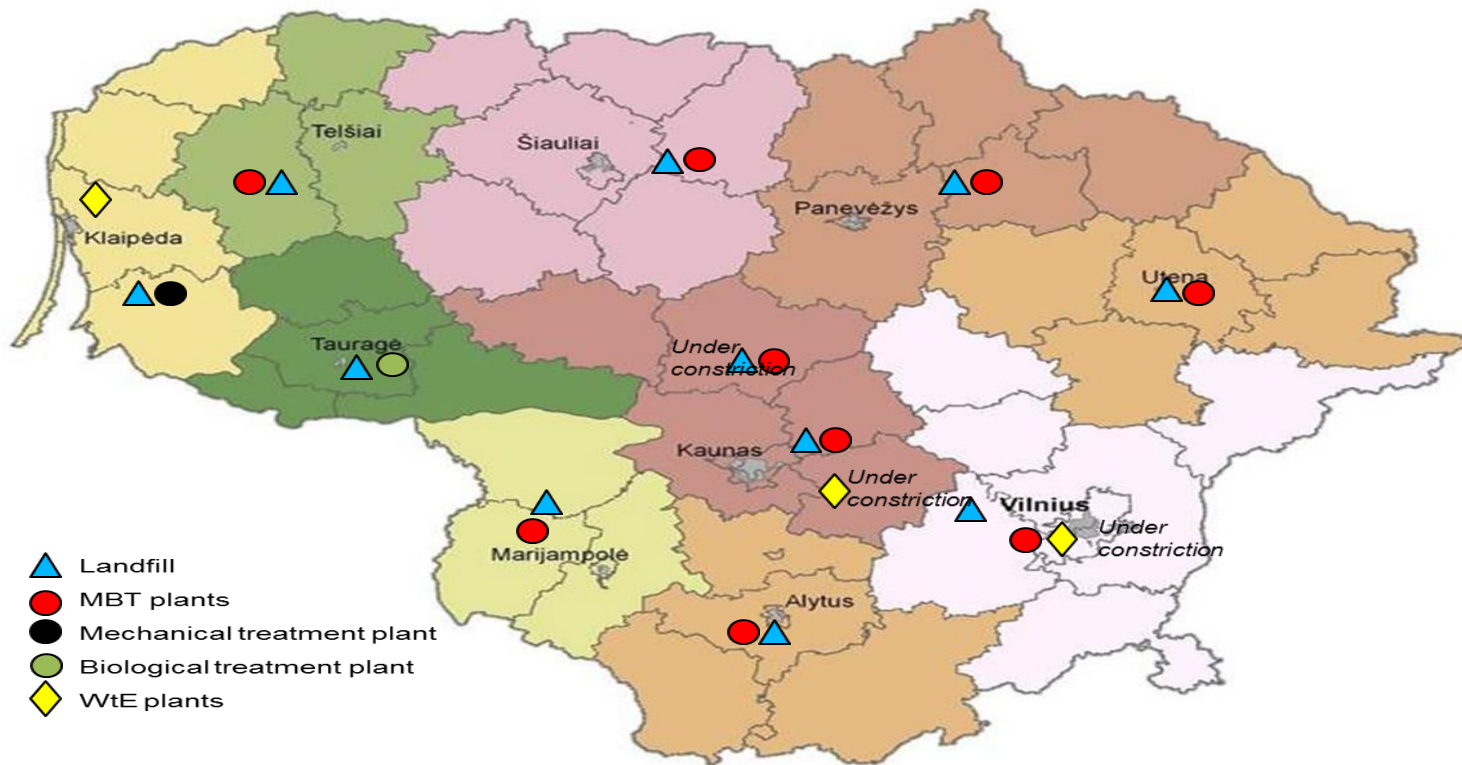 Telšiai
Šiauliai
Panevėžys
Klaipėda
Utena
Tauragė
Under
constriction
Kaunas
Under
constriction
Vilnius
Under
constriction
Marijampolė
Alytus
Landfill
MBT plants
Mechanical treatment plant
Biological treatment plant
WtE plants